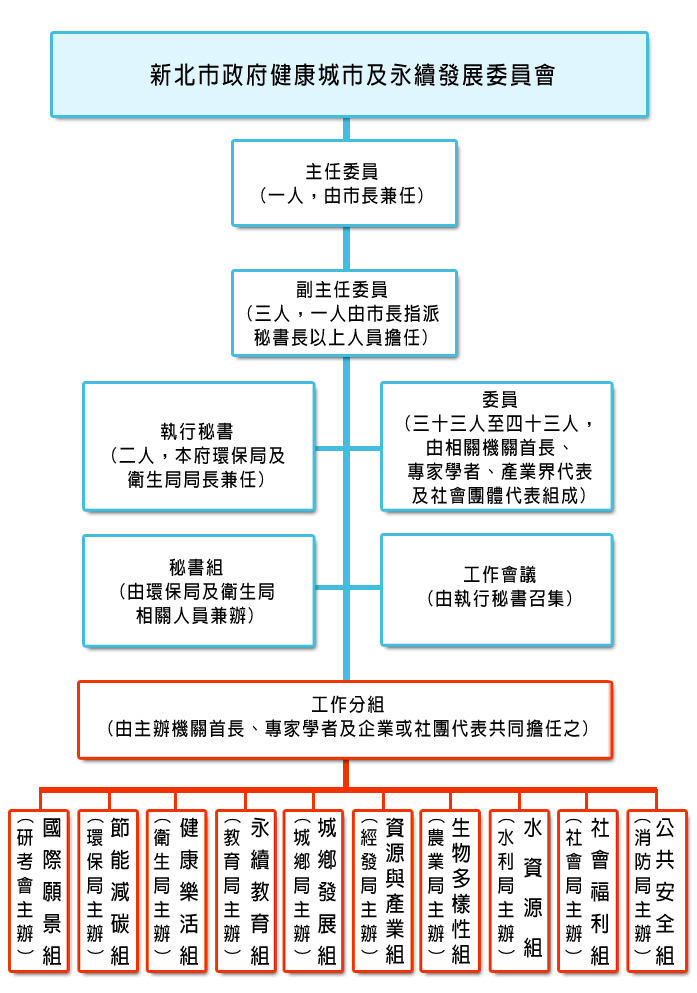 新北市政府健康城市及永續發展委員會
主任委員
（一人，由市長兼任）
副主任委員
（三人，一人由市長指派
秘書長以上人員擔任）
執行秘書
（二人，本府環保局及
衛生局局長兼任）
委員
（三十三人至四十三人，
由相關機關首長、
專家學者、產業界代表
及社會團體代表組成）
秘書組
（由環保局及衛生局
相關人員兼辦）
工作會議
（由執行秘書召集）
工作分組
（由主辦機關首長、專家學者及企業或社團代表共同擔任之）
國際願景組
（研考會主辦）
節能減碳組
（環保局主辦）
健康樂活組
（衛生局主辦）
永續教育組
（教育局主辦）
城鄉發展組
（城鄉局主辦）
資源與產業組
（經發局主辦）
生物多樣性組
（農業局主辦）
水資源組
（水利局主辦）
社會福利組
（社會局主辦）
公共安全組
（消防局主辦）